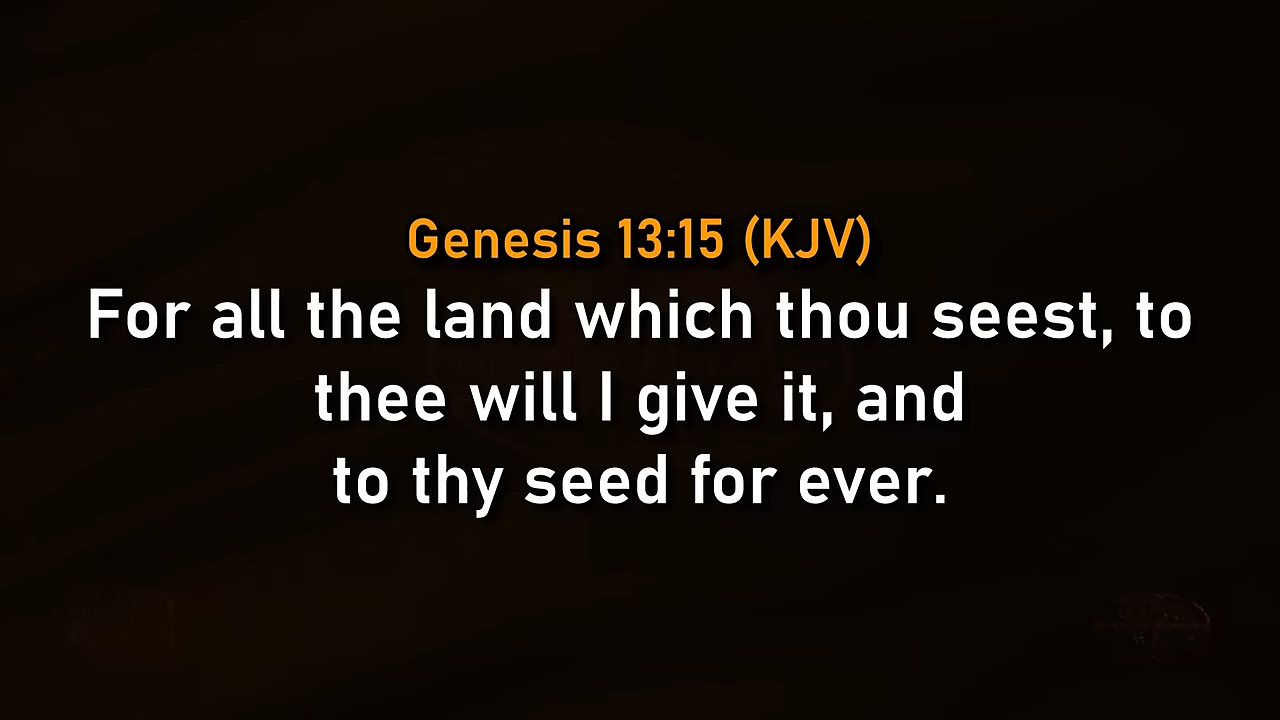 Genesis 13:15 (KJV)
For all the land which thou seest, to
thee will I give it, and
to thy seed for ever.